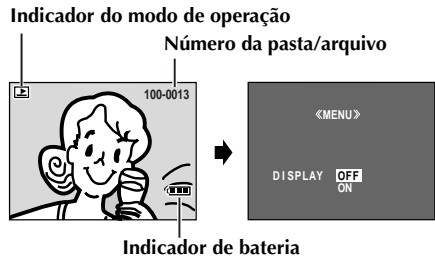 Indicador do modo de operação
Número da pasta/arquivo
100-0013
《MENU》
DISPLAY OFF
ON
Indicador de bateria